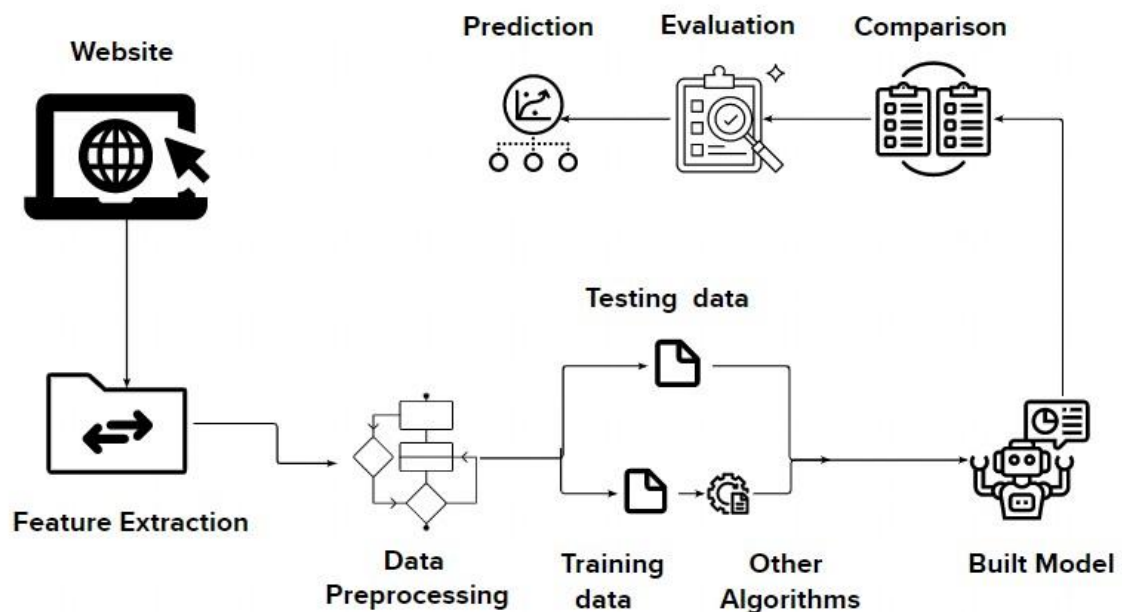 Prediction
Evaluation
Comparison
Website
Testing data
Feature Extraction
Data
Preprocessing
Training
data
Other
Algorithms
Built Model